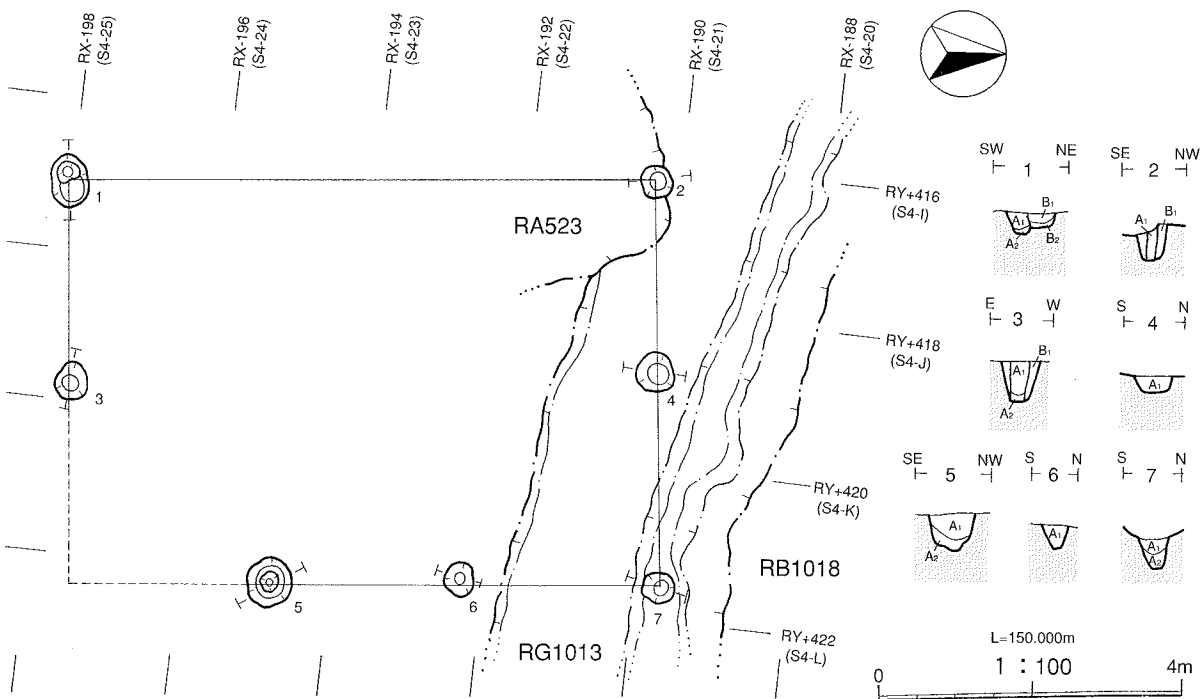 RX-198
(S4-25)
RX-196
(S4-24)
RX-194
(S4-23)
RX-192
(S4-22)
RX-190
(S4-21)
RX-188
(S4-20)
1
2
RA523
3
4
5
6
7
RG1013
RB1018
RY+416
(S4-I)
RY+418
(S4-J)
RY+420
(S4-K)
RY+422
(S4-L)
SW NE
1
A1
B1
A2
B2
SE NW
2
A1
B1
E W
3
A1
B1
A2
S N
4
A1
SE NW
5
A1
A2
S N
6
A1
S N
7
A1
A2
L=150.000m
1 : 100
0 4m